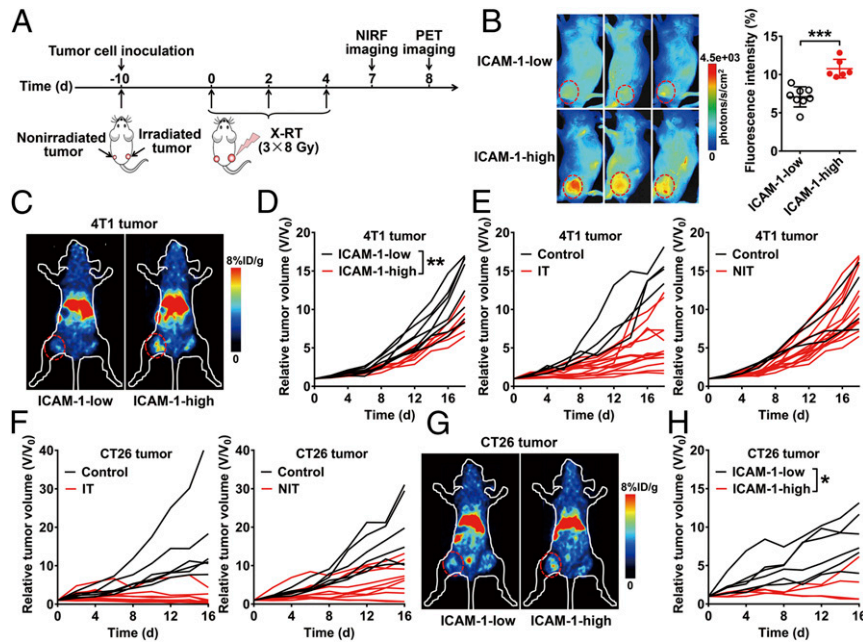 A
Tumor cell inoculation
NIRF imaging
PET imaging
Time (d)
-10
0
2
4
7
8
Nonirradiated tumor
Irradiated tumor
X-RT
(3×8 Gy)
B
ICAM-1-low
ICAM-1-high
4.5e+03
photons/s/cm²
0
Fluorescence intensity (%)
15
10
5
0
***
ICAM-1-low
ICAM-1-high
C
4T1 tumor
8%ID/g
0
ICAM-1-low
ICAM-1-high
D
4T1 tumor
ICAM-1-low
ICAM-1-high
**
Relative tumor volume (V/V₀)
20
15
10
5
0
0 4 8 12 16
Time (d)
E
4T1 tumor
Control
IT
Relative tumor volume (V/V₀)
20
15
10
5
0
0 4 8 12 16
Time (d)
4T1 tumor
Control
NIT
Relative tumor volume (V/V₀)
20
15
10
5
0
0 4 8 12 16
Time (d)
F
CT26 tumor
Control
IT
Relative tumor volume (V/V₀)
40
30
20
10
0
0 4 8 12 16
Time (d)
CT26 tumor
Control
NIT
Relative tumor volume (V/V₀)
40
30
20
10
0
0 4 8 12 16
Time (d)
G
CT26 tumor
8%ID/g
0
ICAM-1-low
ICAM-1-high
H
CT26 tumor
ICAM-1-low
ICAM-1-high
*
Relative tumor volume (V/V₀)
20
15
10
5
0
0 4 8 12 16
Time (d)